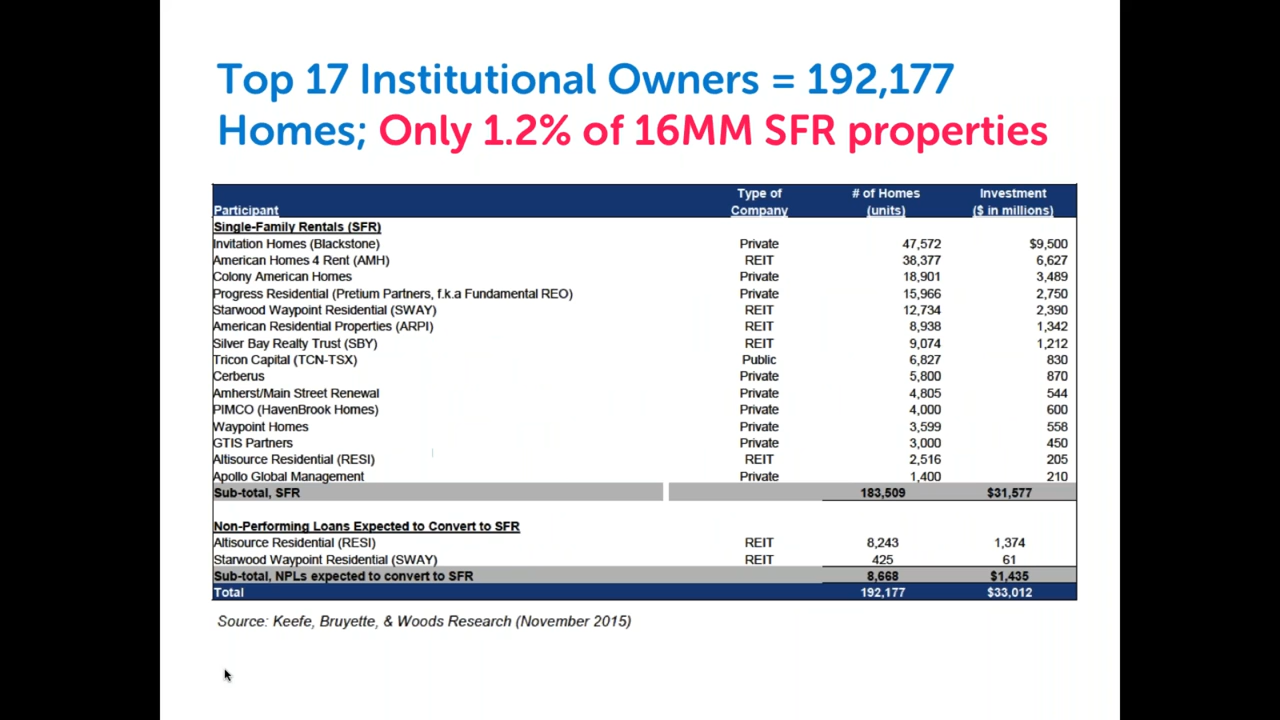 Top 17 Institutional Owners = 192,177
Homes; Only 1.2% of 16MM SFR properties
Type of # of Homes Investment
Participant Company (units) ($ in millions)
Single-Family Rentals (SFR)
Invitation Homes (Blackstone) Private 47,572 $9,500
American Homes 4 Rent (AMH) REIT 38,377 6,627
Colony American Homes Private 18,901 3,489
Progress Residential (Pretium Partners, f.k.a Fundamental REO) Private 15,966 2,750
Starwood Waypoint Residential (SWAY) REIT 12,734 2,390
American Residential Properties (ARPI) REIT 8,938 1,342
Silver Bay Realty Trust (SBY) REIT 9,074 1,212
Tricon Capital (TCN-TSX) Public 6,827 830
Cerberus Private 5,800 870
Amherst/Main Street Renewal Private 4,805 544
PIMCO (HavenBrook Homes) Private 4,000 600
Waypoint Homes Private 3,599 558
GTIS Partners Private 3,000 450
Altisource Residential (RESI) REIT 2,516 205
Apollo Global Management Private 1,400 210
Sub-total, SFR 183,509 $31,577
Non-Performing Loans Expected to Convert to SFR
Altisource Residential (RESI) REIT 8,243 1,374
Starwood Waypoint Residential (SWAY) REIT 425 61
Sub-total, NPLs expected to convert to SFR 8,668 $1,435
Total 192,177 $33,012
Source: Keefe, Bruyette, & Woods Research (November 2015)